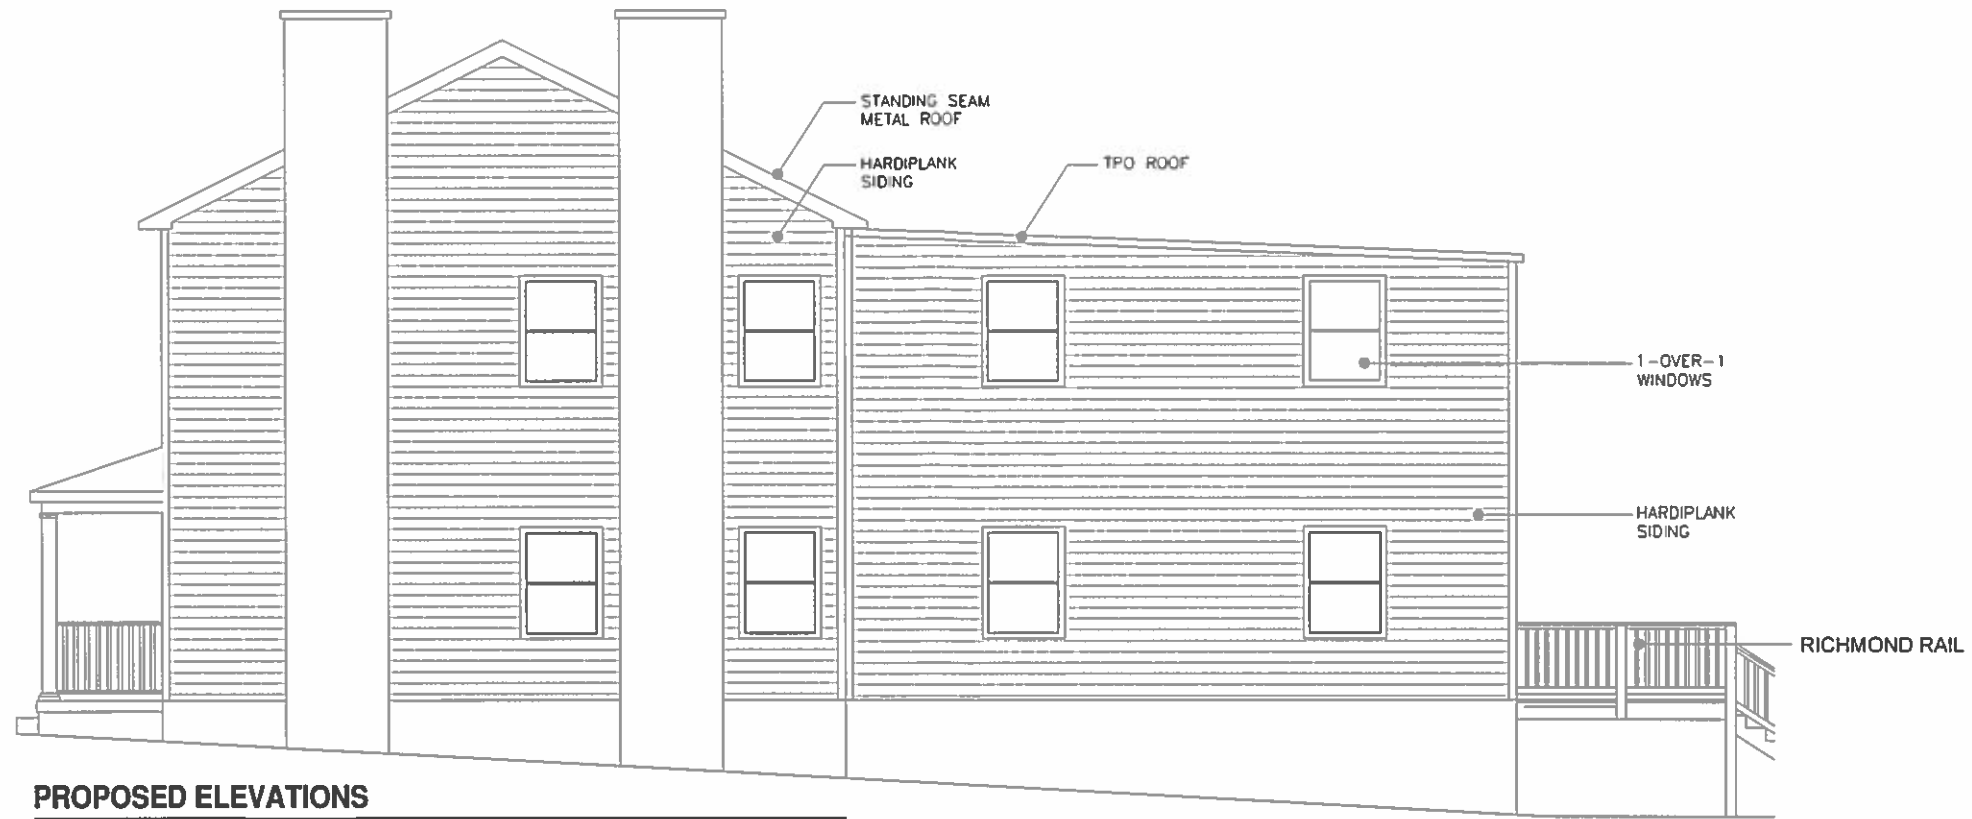 STANDING SEAM
METAL ROOF
HARDIPLANK
SIDING
TPO ROOF
1-OVER-1
WINDOWS
HARDIPLANK
SIDING
RICHMOND RAIL
PROPOSED ELEVATIONS